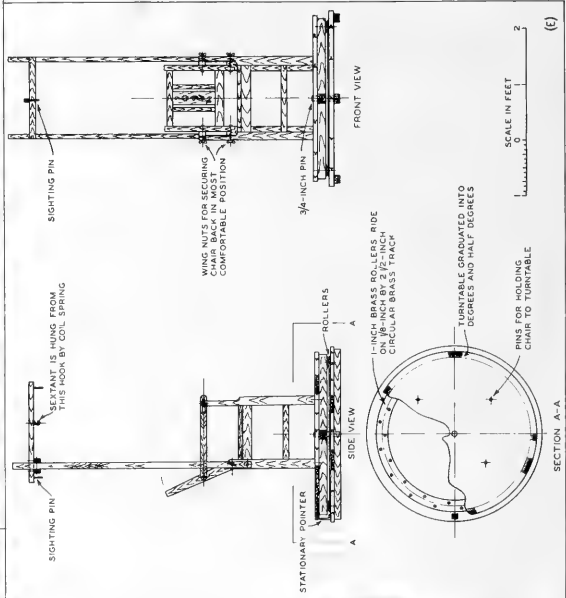 SIGHTING PIN
WING NUTS FOR SECURING
CHAIR BACK IN MOST
COMFORTABLE POSITION
3/4-INCH PIN
FRONT VIEW
SIGHTING PIN
SEXTANT IS HUNG FROM
THIS HOOK BY COIL SPRING
STATIONARY POINTER
ROLLERS
A
A
SIDE VIEW
1-INCH BRASS ROLLERS RIDE
ON 1/8-INCH BY 2 1/2-INCH
CIRCULAR BRASS TRACK
TURNTABLE GRADUATED INTO
DEGREES AND HALF DEGREES
PINS FOR HOLDING
CHAIR TO TURNTABLE
SECTION A-A
1 0 2
SCALE IN FEET
(E)